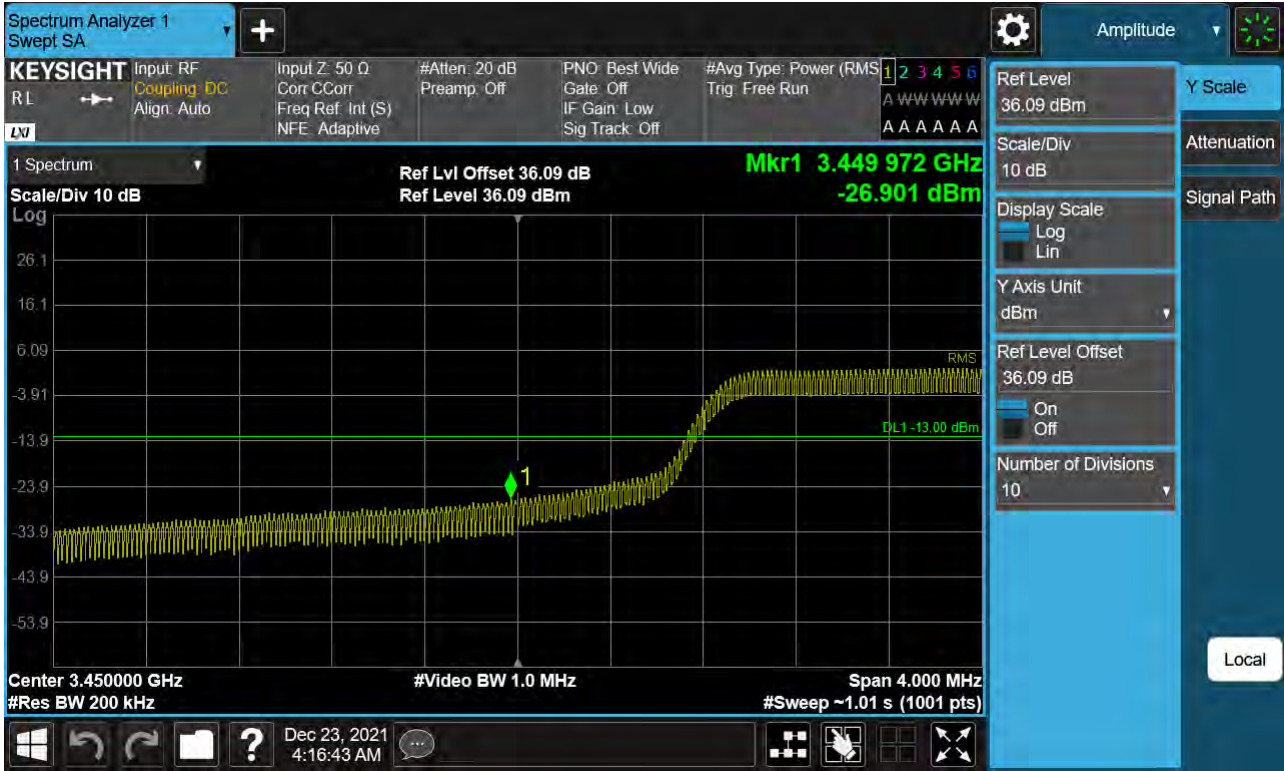 Spectrum Analyzer 1
Swept SA
+
Amplitude
KEYSIGHT
RL
LXI
Input: RF
Coupling: DC
Align: Auto
Input Z: 50 Ω
Corr CCorr
Freq Ref: Int (S)
NFE: Adaptive
#Atten: 20 dB
Preamp: Off
PNO: Best Wide
Gate: Off
IF Gain: Low
Sig Track: Off
#Avg Type: Power (RMS
Trig: Free Run
1 2 3 4 5 6
A W W W W W
A A A A A A
1 Spectrum
Scale/Div 10 dB
Log
Ref Lvl Offset 36.09 dB
Ref Level 36.09 dBm
Mkr1 3.449 972 GHz
-26.901 dBm
26.1
16.1
6.09
-3.91
-13.9
-23.9
-33.9
-43.9
-53.9
RMS
DL1 -13.00 dBm
1
Center 3.450000 GHz
#Res BW 200 kHz
#Video BW 1.0 MHz
Span 4.000 MHz
#Sweep ~1.01 s (1001 pts)
Ref Level
36.09 dBm
Scale/Div
10 dB
Display Scale
Log
Lin
Y Axis Unit
dBm
Ref Level Offset
36.09 dB
On
Off
Number of Divisions
10
Y Scale
Attenuation
Signal Path
Local
?
Dec 23, 2021
4:16:43 AM